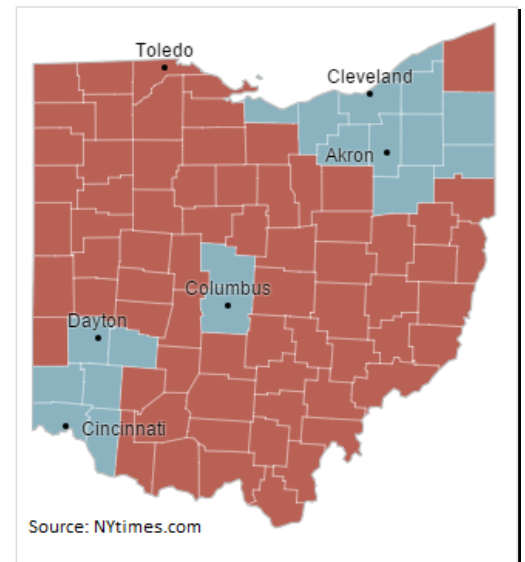 Toledo
Cleveland
Akron
Columbus
Dayton
Cincinnati
Source: NYtimes.com